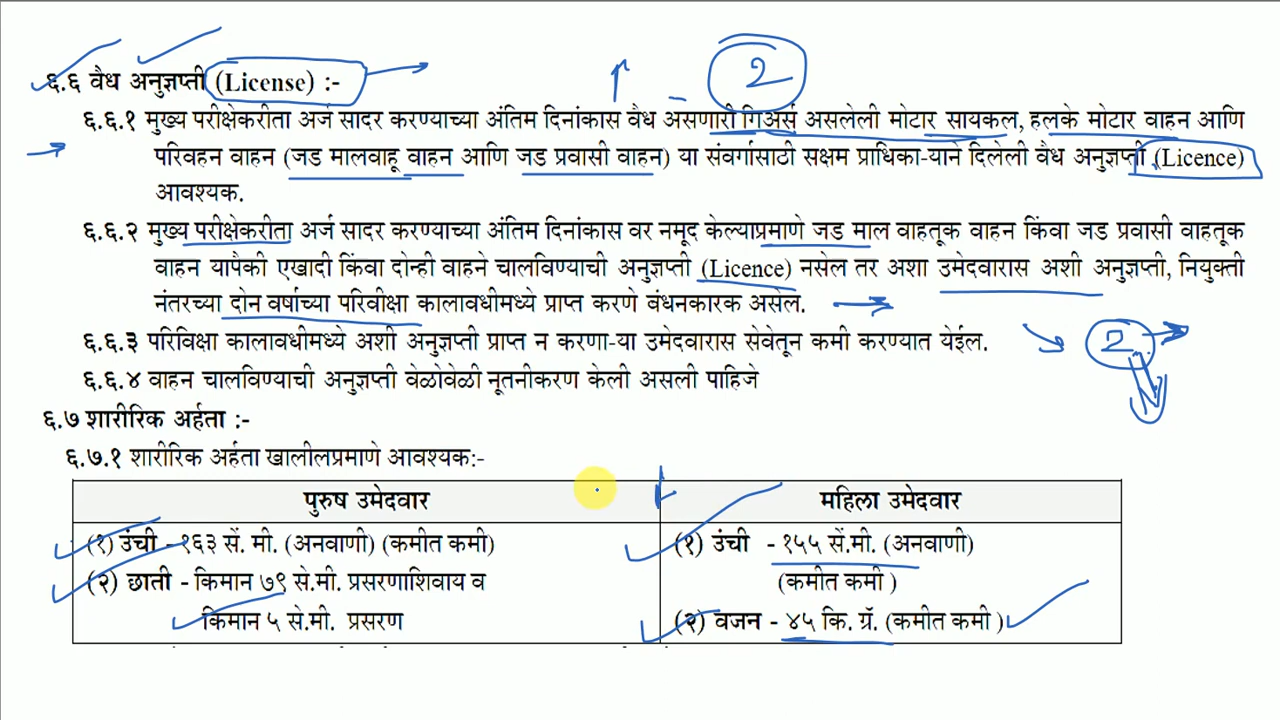 ६.६ वैध अनुज्ञप्ती (License) :-
2
६.६.१ मुख्य परीक्षेकरीता अर्ज सादर करण्याच्या अंतिम दिनांकास वैध असणारी गिअर्स असलेली मोटार सायकल, हलके मोटार वाहन आणि
परिवहन वाहन (जड मालवाहू वाहन आणि जड प्रवासी वाहन) या संवर्गासाठी सक्षम प्राधिका-याने दिलेली वैध अनुज्ञप्ती (Licence)
आवश्यक.
६.६.२ मुख्य परीक्षेकरीता अर्ज सादर करण्याच्या अंतिम दिनांकास वर नमूद केल्याप्रमाणे जड माल वाहतूक वाहन किंवा जड प्रवासी वाहतूक
वाहन यापैकी एखादी किंवा दोन्ही वाहने चालविण्याची अनुज्ञप्ती (Licence) नसेल तर अशा उमेदवारास अशी अनुज्ञप्ती, नियुक्ती
नंतरच्या दोन वर्षाच्या परिवीक्षा कालावधीमध्ये प्राप्त करणे बंधनकारक असेल.
६.६.३ परिविक्षा कालावधीमध्ये अशी अनुज्ञप्ती प्राप्त न करणा-या उमेदवारास सेवेतून कमी करण्यात येईल.
2
६.६.४ वाहन चालविण्याची अनुज्ञप्ती वेळोवेळी नूतनीकरण केली असली पाहिजे
६.७ शारीरिक अर्हता :-
६.७.१ शारीरिक अर्हता खालीलप्रमाणे आवश्यक:-
पुरुष उमेदवार
महिला उमेदवार
(१) उंची - १६३ सें. मी. (अनवाणी) (कमीत कमी)
(२) छाती - किमान ७९ से.मी. प्रसरणाशिवाय व
किमान ५ से.मी. प्रसरण
(१) उंची - १५५ सें.मी. (अनवाणी)
(कमीत कमी )
(२) वजन - ४५ कि. ग्रॅ. (कमीत कमी )